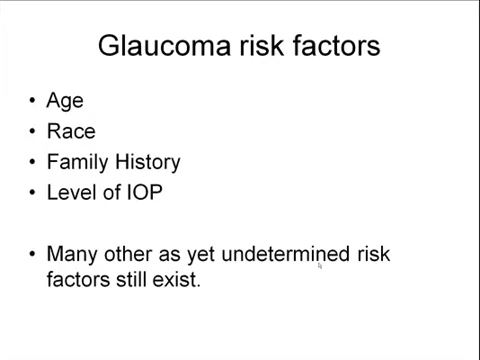 Glaucoma risk factors
• Age
• Race
• Family History
• Level of IOP
• Many other as yet undetermined risk
factors still exist.